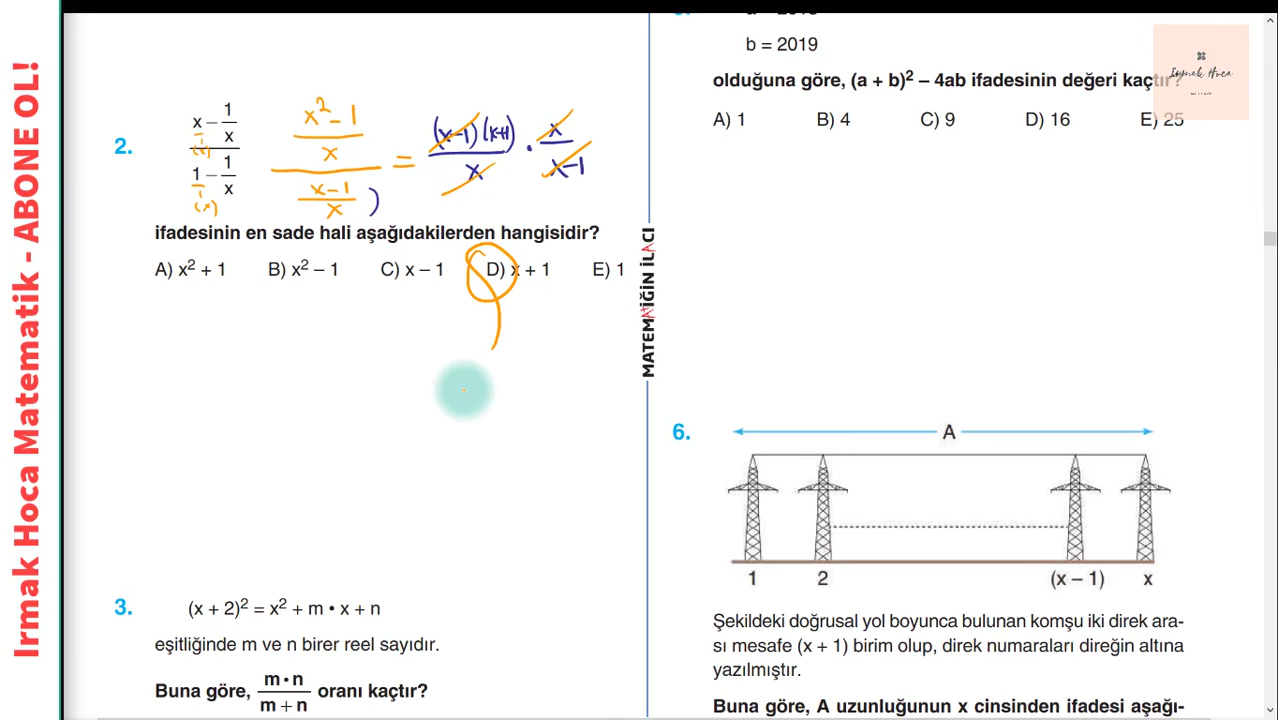 Irmak Hoca Matematik - ABONE OL!
2.
x – 1/x
(x)
1 – 1/x
(x)
x² – 1
x
x – 1
x
= (x–1)(x+1)/x · x/x–1
ifadesinin en sade hali aşağıdakilerden hangisidir?
A) x² + 1 B) x² – 1 C) x – 1 D) x + 1 E) 1
3.
(x + 2)² = x² + m • x + n
eşitliğinde m ve n birer reel sayıdır.
Buna göre, m • n / m + n oranı kaçtır?
MATEMATİĞİN İLACI
b = 2019
olduğuna göre, (a + b)² – 4ab ifadesinin değeri kaçtır?
A) 1 B) 4 C) 9 D) 16 E) 25
Irmak Hoca
6.
A
1 2 (x – 1) x
Şekildeki doğrusal yol boyunca bulunan komşu iki direk ara-
sı mesafe (x + 1) birim olup, direk numaraları direğin altına
yazılmıştır.
Buna göre, A uzunluğunun x cinsinden ifadesi aşağı-